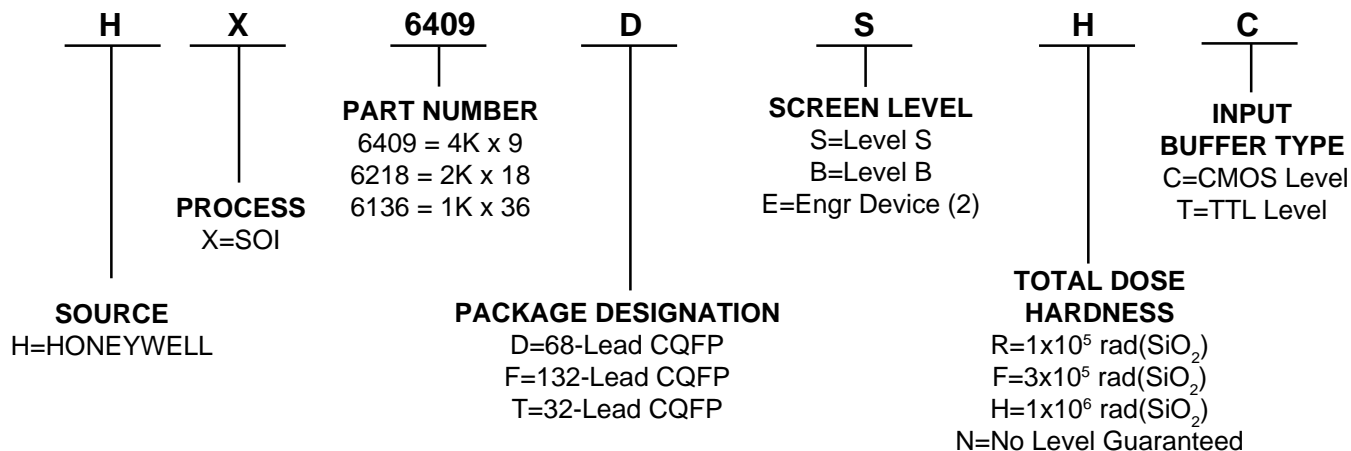 H X 6409 D S H C
PART NUMBER
6409 = 4K x 9
6218 = 2K x 18
6136 = 1K x 36
SCREEN LEVEL
S=Level S
B=Level B
E=Engr Device (2)
INPUT
BUFFER TYPE
C=CMOS Level
T=TTL Level
PROCESS
X=SOI
SOURCE
H=HONEYWELL
PACKAGE DESIGNATION
D=68-Lead CQFP
F=132-Lead CQFP
T=32-Lead CQFP
TOTAL DOSE
HARDNESS
R=1x10⁵ rad(SiO₂)
F=3x10⁵ rad(SiO₂)
H=1x10⁶ rad(SiO₂)
N=No Level Guaranteed